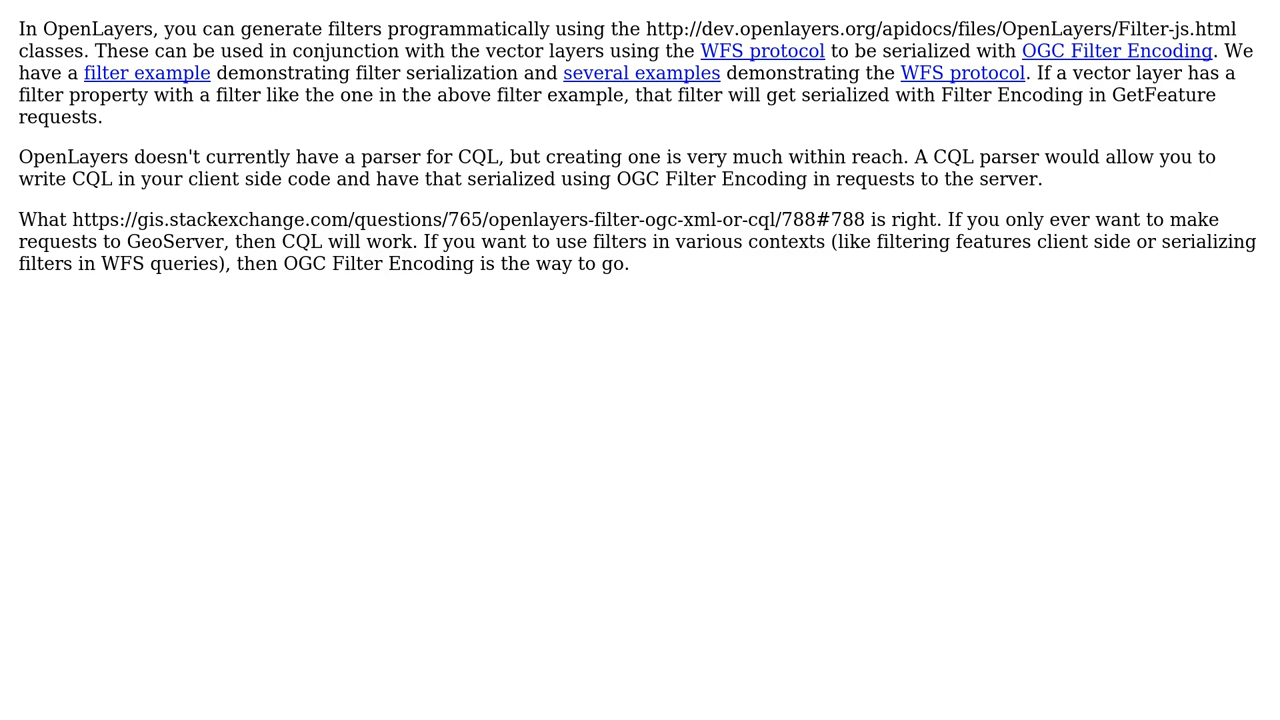 In OpenLayers, you can generate filters programmatically using the http://dev.openlayers.org/apidocs/files/OpenLayers/Filter-js.html
classes. These can be used in conjunction with the vector layers using the WFS protocol to be serialized with OGC Filter Encoding. We
have a filter example demonstrating filter serialization and several examples demonstrating the WFS protocol. If a vector layer has a
filter property with a filter like the one in the above filter example, that filter will get serialized with Filter Encoding in GetFeature
requests.
OpenLayers doesn't currently have a parser for CQL, but creating one is very much within reach. A CQL parser would allow you to
write CQL in your client side code and have that serialized using OGC Filter Encoding in requests to the server.
What https://gis.stackexchange.com/questions/765/openlayers-filter-ogc-xml-or-cql/788#788 is right. If you only ever want to make
requests to GeoServer, then CQL will work. If you want to use filters in various contexts (like filtering features client side or serializing
filters in WFS queries), then OGC Filter Encoding is the way to go.